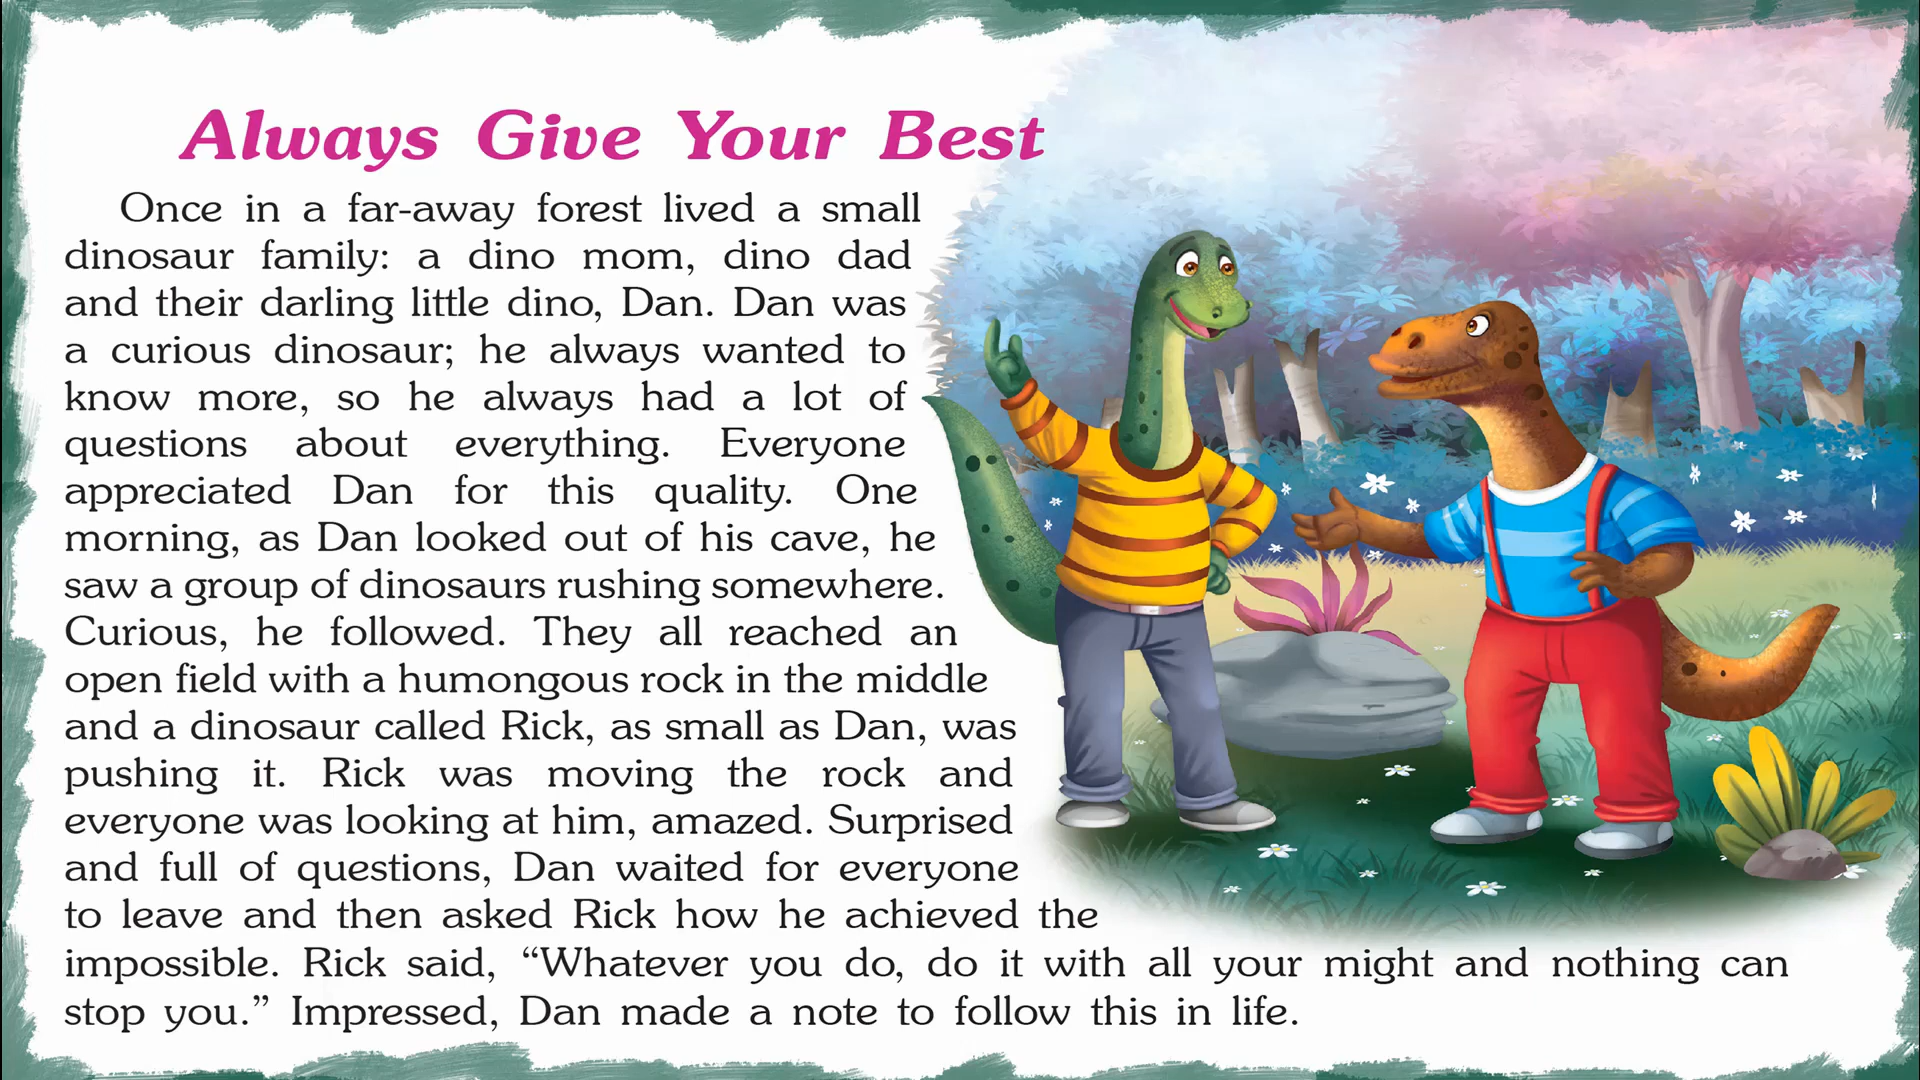 Always Give Your Best
Once in a far-away forest lived a small
dinosaur family: a dino mom, dino dad
and their darling little dino, Dan. Dan was
a curious dinosaur; he always wanted to
know more, so he always had a lot of
questions about everything. Everyone
appreciated Dan for this quality. One
morning, as Dan looked out of his cave, he
saw a group of dinosaurs rushing somewhere.
Curious, he followed. They all reached an
open field with a humongous rock in the middle
and a dinosaur called Rick, as small as Dan, was
pushing it. Rick was moving the rock and
everyone was looking at him, amazed. Surprised
and full of questions, Dan waited for everyone
to leave and then asked Rick how he achieved the
impossible. Rick said, “Whatever you do, do it with all your might and nothing can
stop you.” Impressed, Dan made a note to follow this in life.